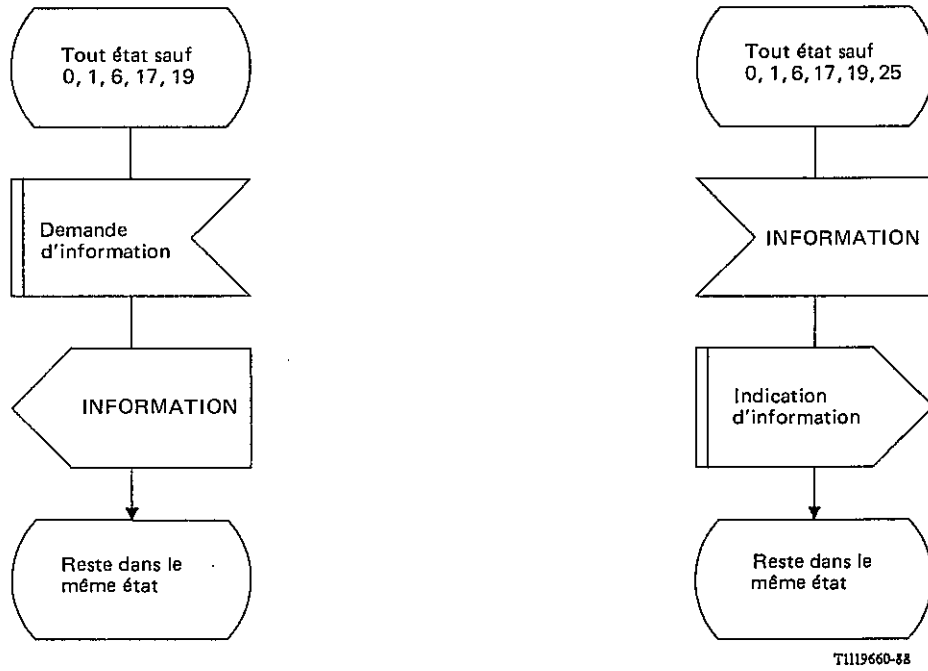 Tout état sauf
0, 1, 6, 17, 19
Demande
d'information
INFORMATION
Reste dans le
même état
Tout état sauf
0, 1, 6, 17, 19, 25
INFORMATION
Indication
d'information
Reste dans le
même état
T1119660-88